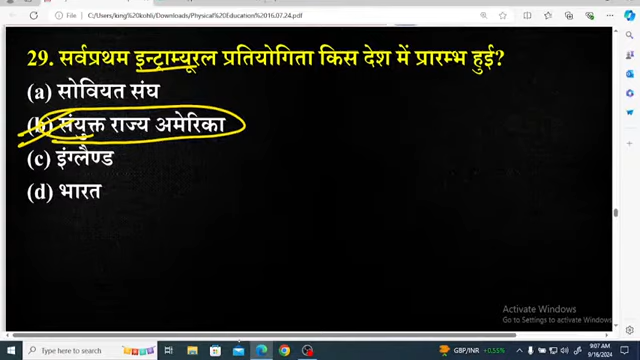 File
C:/Users/king%20kohli/Downloads/Physical%20Education%2016.07.24.pdf
29. सर्वप्रथम इन्ट्राम्यूरल प्रतियोगिता किस देश में प्रारम्भ हुई?
(a) सोवियत संघ
(b) संयुक्त राज्य अमेरिका
(c) इंग्लैण्ड
(d) भारत
Activate Windows
Go to Settings to activate Windows.
Type here to search
GBP/INR +0.55%
9:07 AM
9/16/2024